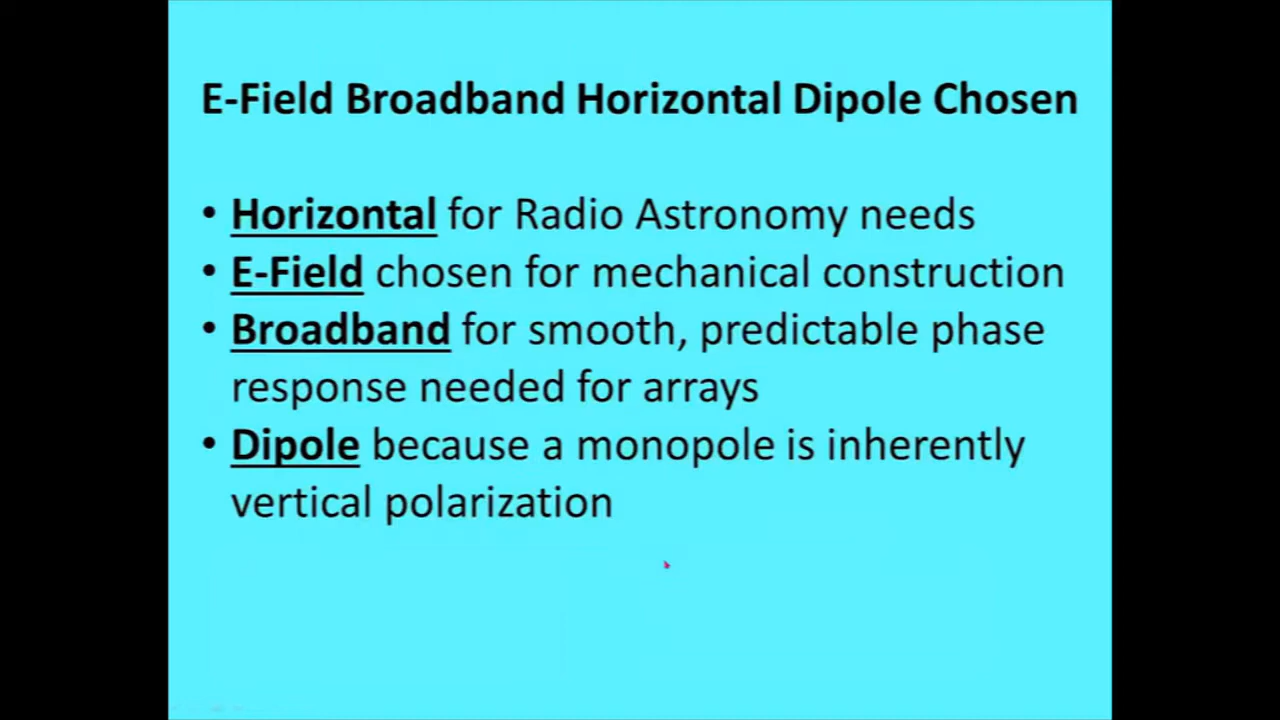 E-Field Broadband Horizontal Dipole Chosen
• Horizontal for Radio Astronomy needs
• E-Field chosen for mechanical construction
• Broadband for smooth, predictable phase
response needed for arrays
• Dipole because a monopole is inherently
vertical polarization